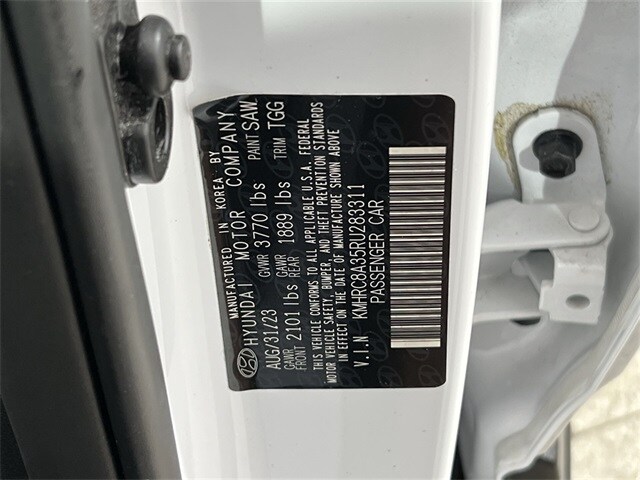 MANUFACTURED IN KOREA BY
HYUNDAI MOTOR COMPANY
AUG/31/23 GVWR 3770 lbs PAINT SAW
GAWR FRONT 2101 lbs GAWR REAR 1889 lbs TRIM TGG
THIS VEHICLE CONFORMS TO ALL APPLICABLE U.S.A. FEDERAL
MOTOR VEHICLE SAFETY, BUMPER, AND THEFT PREVENTION STANDARDS
IN EFFECT ON THE DATE OF MANUFACTURE SHOWN ABOVE
V.I.N KMHRC8A35RU283311
PASSENGER CAR